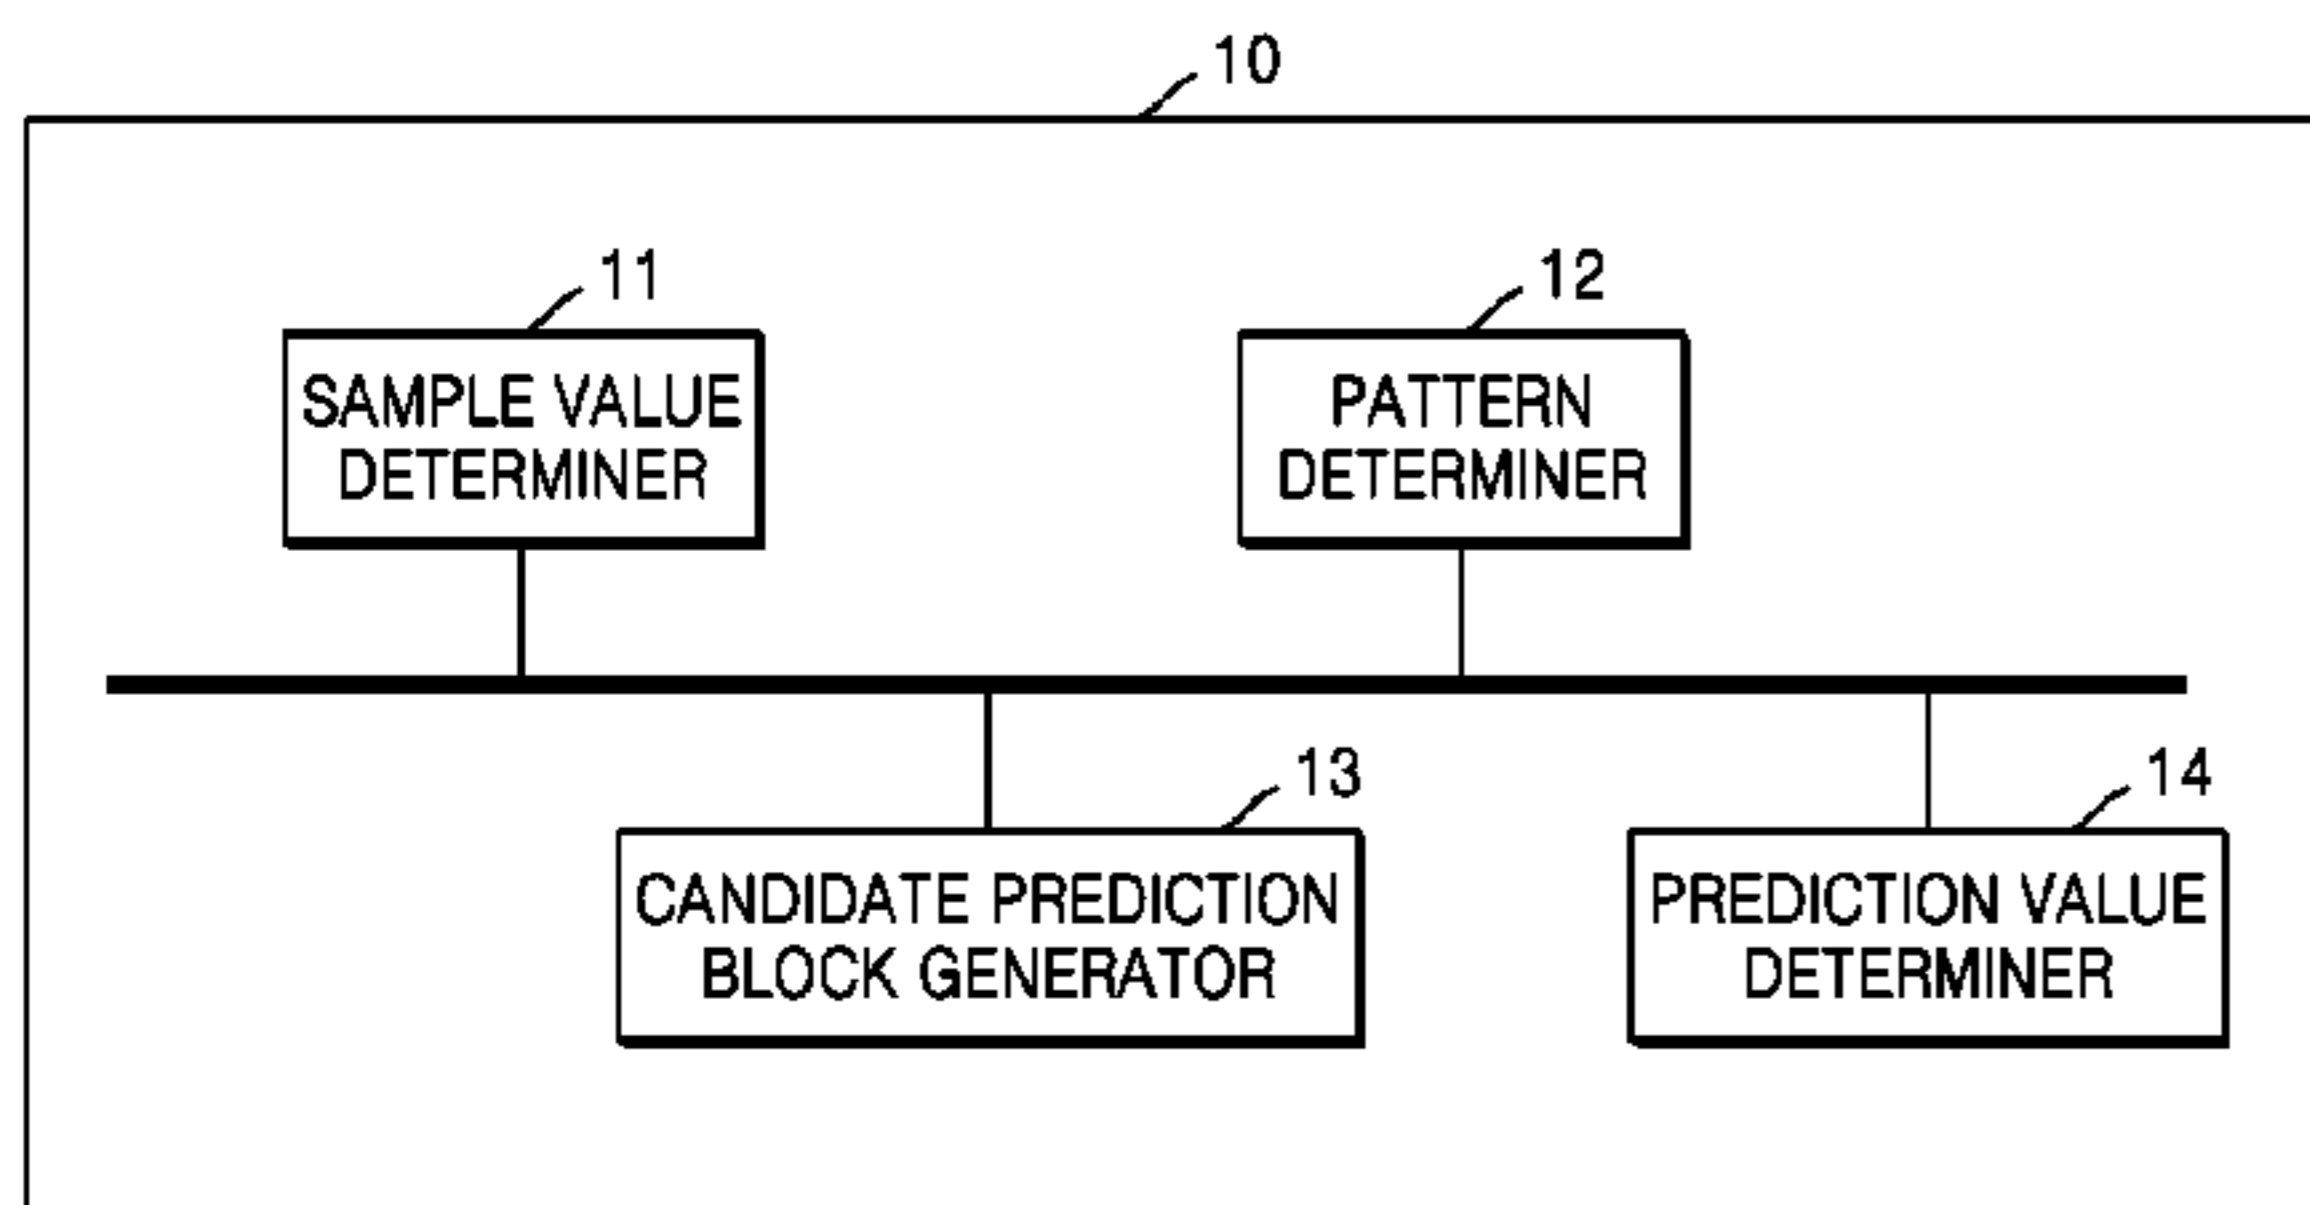 10
11
12
SAMPLE VALUE
DETERMINER
PATTERN
DETERMINER
13
14
CANDIDATE PREDICTION
BLOCK GENERATOR
PREDICTION VALUE
DETERMINER